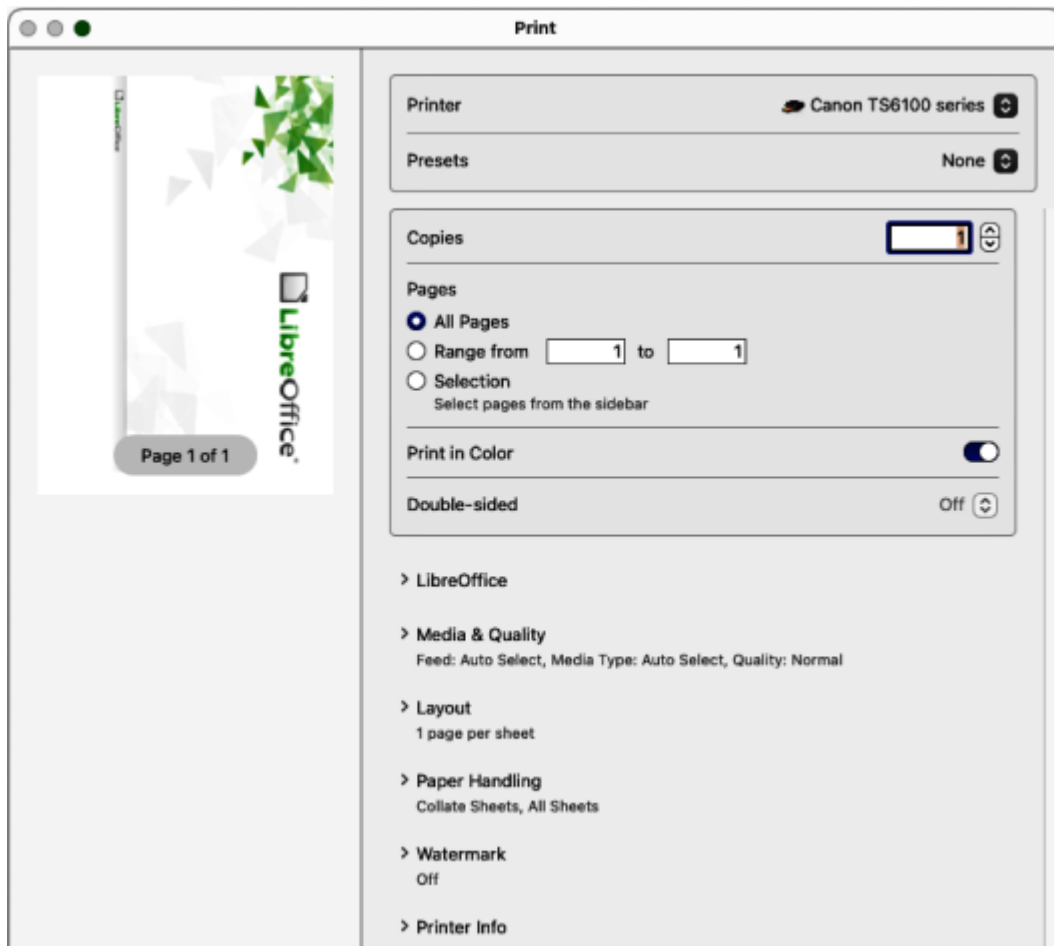 Print
LibreOffice
LibreOffice
Page 1 of 1
Printer Canon TS6100 series
Presets None
Copies 1
Pages
All Pages
Range from 1 to 1
Selection
Select pages from the sidebar
Print in Color
Double-sided Off
LibreOffice
Media & Quality
Feed: Auto Select, Media Type: Auto Select, Quality: Normal
Layout
1 page per sheet
Paper Handling
Collate Sheets, All Sheets
Watermark
Off
Printer Info